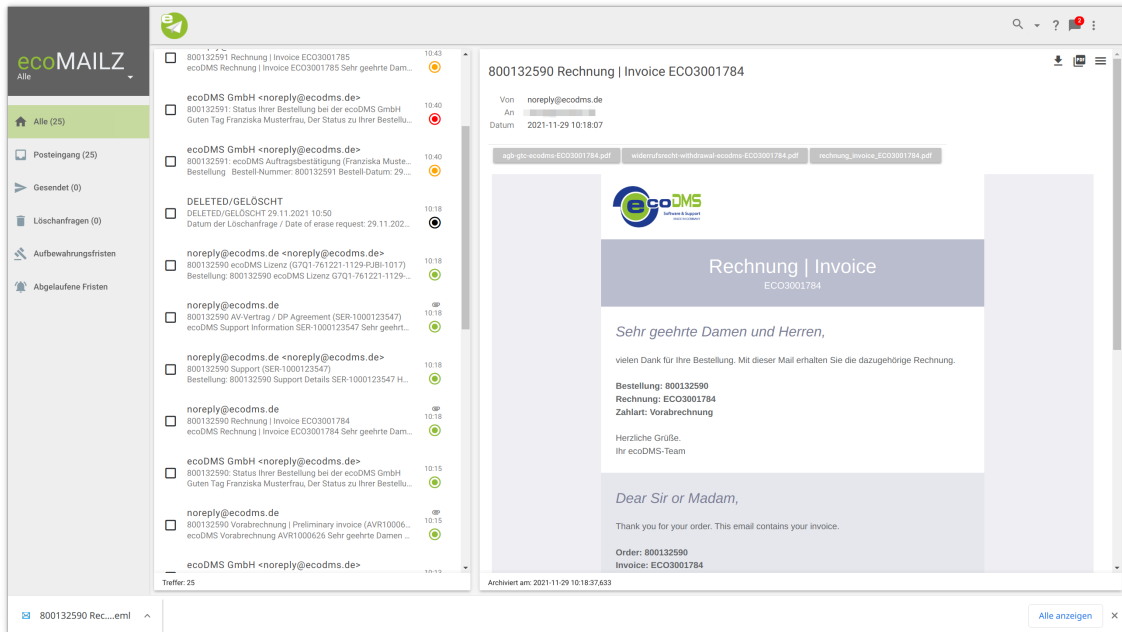 ecoMAILZ
Alle
Alle (25)
Posteingang (25)
Gesendet (0)
Löschanfragen (0)
Aufbewahrungsfristen
Abgelaufene Fristen
e
? 2
10:43
800132591 Rechnung | Invoice ECO3001785
ecoDMS Rechnung | Invoice ECO3001785 Sehr geehrte Dam...
ecoDMS GmbH <noreply@ecodms.de>
10:40
800132591: Status Ihrer Bestellung bei der ecoDMS GmbH
Guten Tag Franziska Musterfrau, Der Status zu Ihrer Bestellu...
ecoDMS GmbH <noreply@ecodms.de>
10:40
800132591: ecoDMS Auftragsbestätigung (Franziska Muste...
Bestellung Bestell-Nummer: 800132591 Bestell-Datum: 29....
DELETED/GELÖSCHT
10:18
DELETED/GELÖSCHT 29.11.2021 10:50
Datum der Löschanfrage / Date of erase request: 29.11.202...
noreply@ecodms.de <noreply@ecodms.de>
10:18
800132590 ecoDMS Lizenz (G7Q1-761221-1129-PJBI-1017)
Bestellung: 800132590 ecoDMS Lizenz G7Q1-761221-1129-...
noreply@ecodms.de
10:18
800132590 AV-Vertrag / DP Agreement (SER-1000123547)
ecoDMS Support Information SER-1000123547 Sehr geehrt...
noreply@ecodms.de <noreply@ecodms.de>
10:18
800132590 Support (SER-1000123547)
Bestellung: 800132590 Support Details SER-1000123547 H...
noreply@ecodms.de
10:18
800132590 Rechnung | Invoice ECO3001784
ecoDMS Rechnung | Invoice ECO3001784 Sehr geehrte Dam...
ecoDMS GmbH <noreply@ecodms.de>
10:15
800132590: Status Ihrer Bestellung bei der ecoDMS GmbH
Guten Tag Franziska Musterfrau, Der Status zu Ihrer Bestellu...
noreply@ecodms.de
10:15
800132590 Vorabrechnung | Preliminary invoice (AVR10006...
ecoDMS Vorabrechnung AVR1000626 Sehr geehrte Damen ...
ecoDMS GmbH <noreply@ecodms.de>
10:13
Treffer: 25
800132590 Rechnung | Invoice ECO3001784
PDF
Von noreply@ecodms.de
An
Datum 2021-11-29 10:18:07
agb-gtc-ecodms-ECO3001784.pdf widerrufsrecht-withdrawal-ecodms-ECO3001784.pdf rechnung_invoice_ECO3001784.pdf
ecoDMS
Software & Support
Rechnung | Invoice
ECO3001784
Sehr geehrte Damen und Herren,
vielen Dank für Ihre Bestellung. Mit dieser Mail erhalten Sie die dazugehörige Rechnung.
Bestellung: 800132590
Rechnung: ECO3001784
Zahlart: Vorabrechnung
Herzliche Grüße.
Ihr ecoDMS-Team
Dear Sir or Madam,
Thank you for your order. This email contains your invoice.
Order: 800132590
Invoice: ECO3001784
Archiviert am: 2021-11-29 10:18:37,633
800132590 Rec....eml
Alle anzeigen